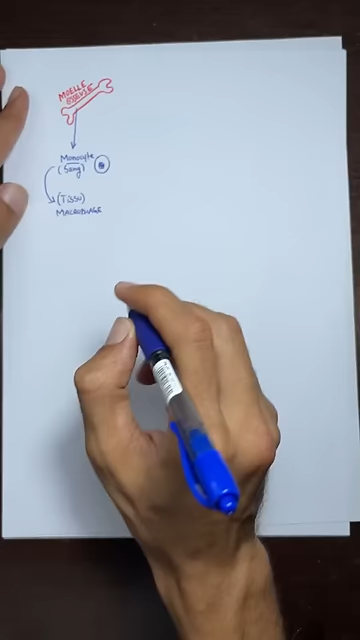 MOELLE
OSSEUSE
Monocyte
(Sang)
(Tissu)
MACROPHAGE